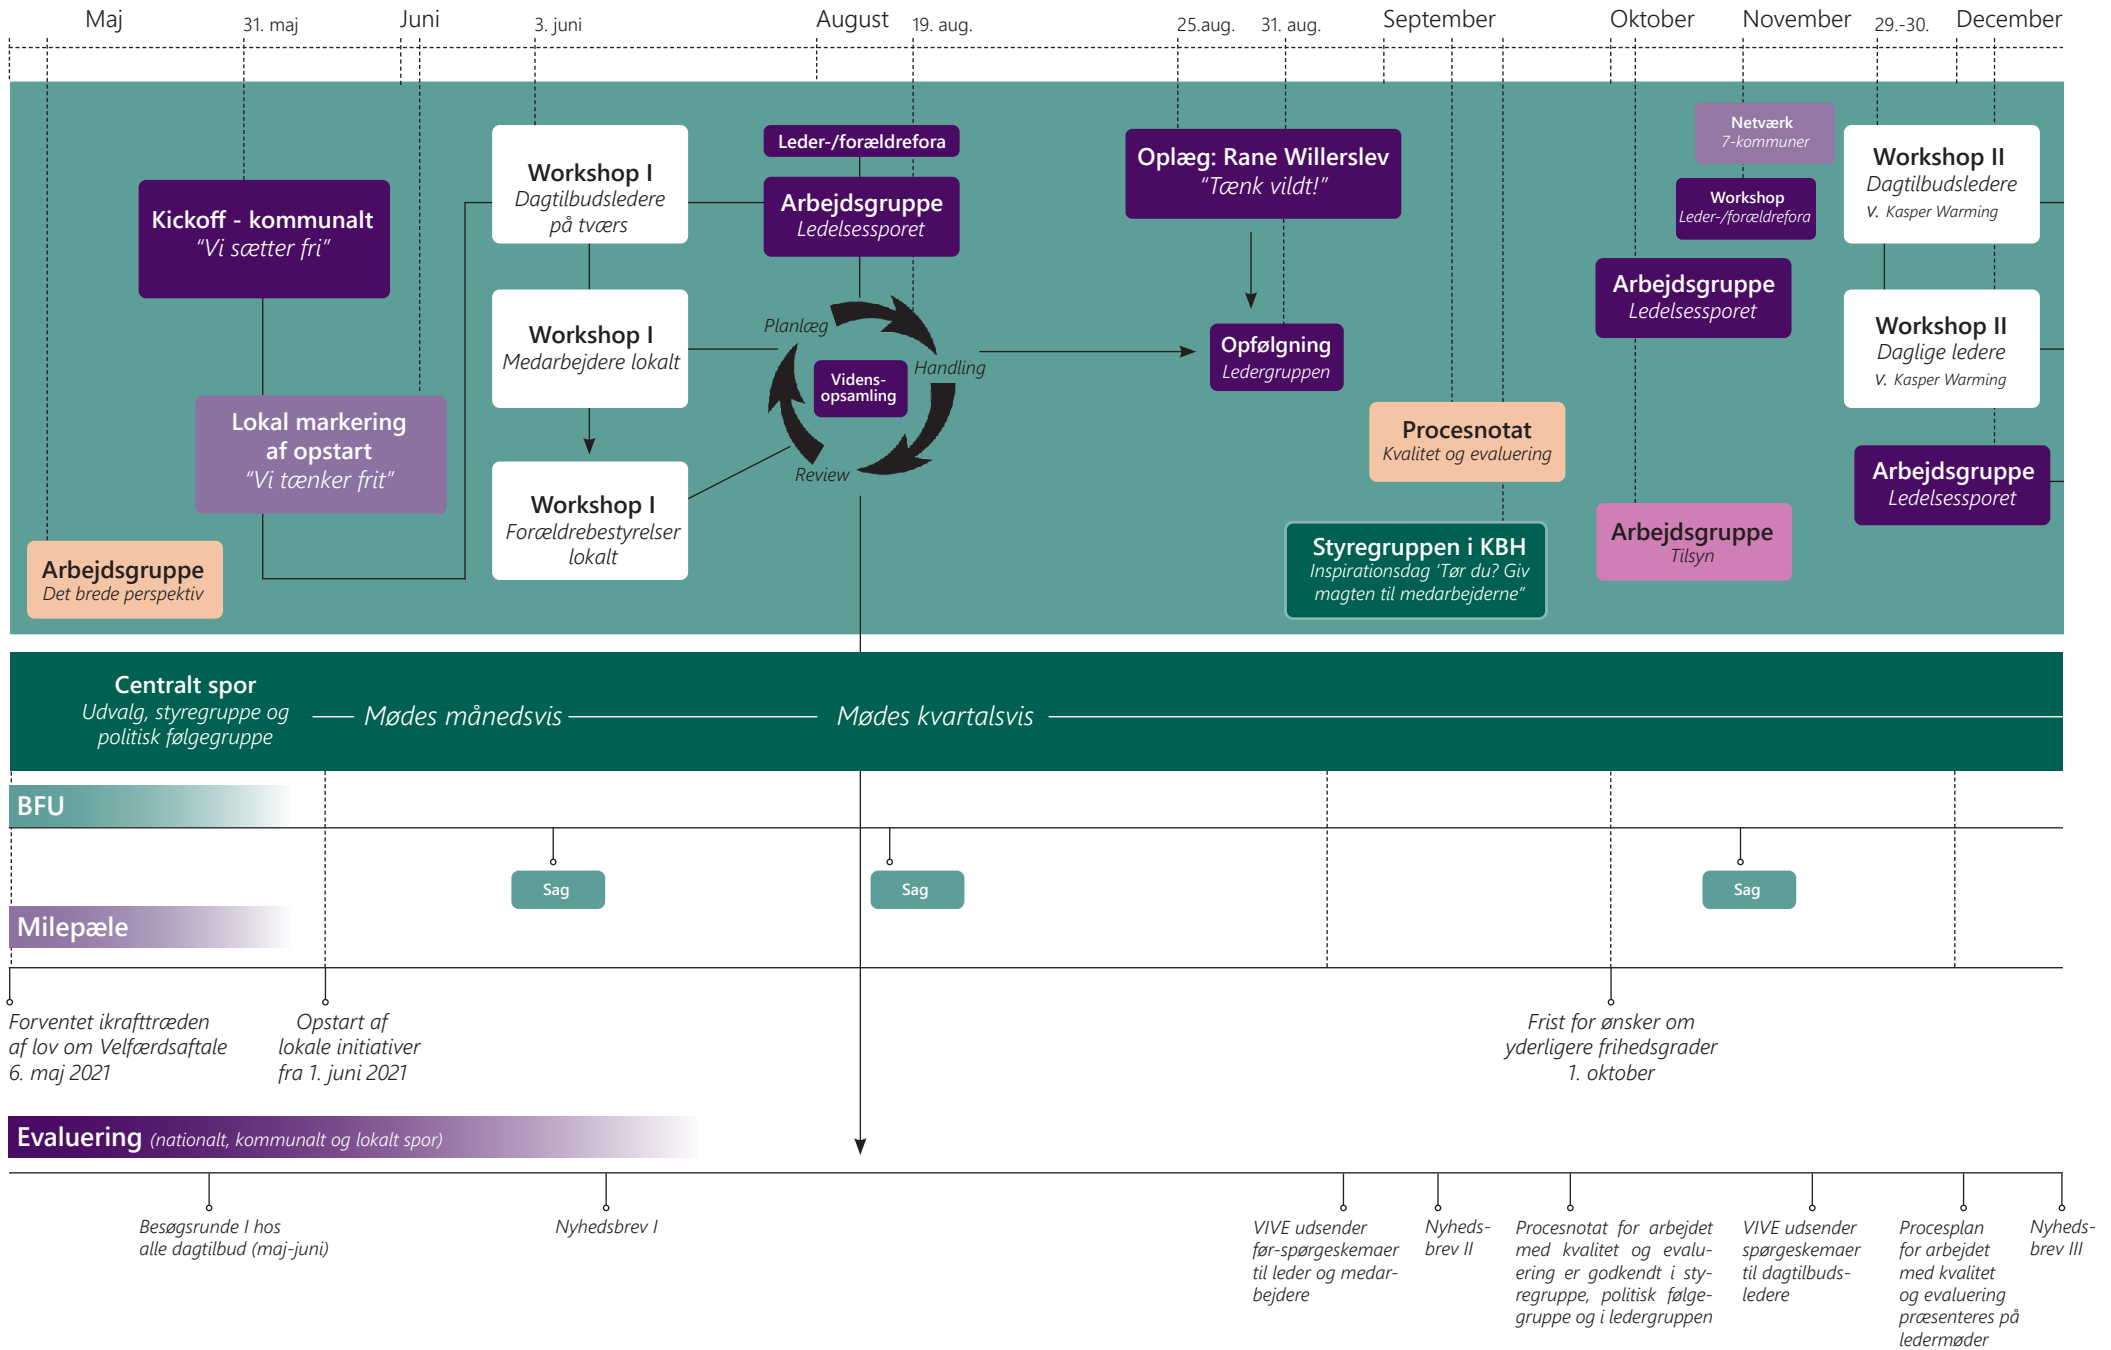 Maj
31. maj
Juni
3. juni
August
19. aug.
25.aug.
31. aug.
September
Oktober
November
29.-30.
December
Kickoff - kommunalt
“Vi sætter fri”
Lokal markering
af opstart
“Vi tænker frit”
Arbejdsgruppe
Det brede perspektiv
Workshop I
Dagtilbudsledere
på tværs
Workshop I
Medarbejdere lokalt
Workshop I
Forældrebestyrelser
lokalt
Leder-/forældrefora
Arbejdsgruppe
Ledelsessporet
Planlæg
Handling
Videns-
opsamling
Review
Oplæg: Rane Willerslev
“Tænk vildt!”
Opfølgning
Ledergruppen
Procesnotat
Kvalitet og evaluering
Styregruppen i KBH
Inspirationsdag ‘Tør du? Giv
magten til medarbejderne”
Netværk
7-kommuner
Workshop
Leder-/forældrefora
Arbejdsgruppe
Ledelsessporet
Arbejdsgruppe
Tilsyn
Workshop II
Dagtilbudsledere
v. Kasper Warming
Workshop II
Daglige ledere
v. Kasper Warming
Arbejdsgruppe
Ledelsessporet
Centralt spor
Udvalg, styregruppe og
politisk følgegruppe
Mødes månedsvis
Mødes kvartalsvis
BFU
Sag
Sag
Sag
Milepæle
Forventet ikrafttræden
af lov om Velfærdsaftale
6. maj 2021
Opstart af
lokale initiativer
fra 1. juni 2021
Frist for ønsker om
yderligere frihedsgrader
1. oktober
Evaluering (nationalt, kommunalt og lokalt spor)
Besøgsrunde I hos
alle dagtilbud (maj-juni)
Nyhedsbrev I
VIVE udsender
før-spørgeskemaer
til leder og medar-
bejdere
Nyheds-
brev II
Procesnotat for arbejdet
med kvalitet og evalu-
ering er godkendt i sty-
regruppe, politisk følge-
gruppe og i ledergruppen
VIVE udsender
spørgeskemaer
til dagtilbuds-
ledere
Procesplan
for arbejdet
med kvalitet
og evaluering
præsenteres på
ledermøder
Nyheds-
brev III